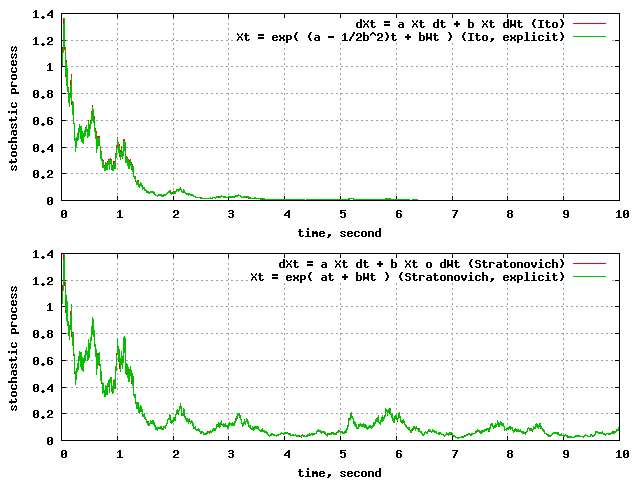 1.4
1.2
1
0.8
0.6
0.4
0.2
0
stochastic process
dXt = a Xt dt + b Xt dWt (Ito)
Xt = exp( (a - 1/2b^2)t + bWt ) (Ito, explicit)
0 1 2 3 4 5 6 7 8 9 10
time, second
1.4
1.2
1
0.8
0.6
0.4
0.2
0
stochastic process
dXt = a Xt dt + b Xt o dWt (Stratonovich)
Xt = exp( at + bWt ) (Stratonovich, explicit)
0 1 2 3 4 5 6 7 8 9 10
time, second